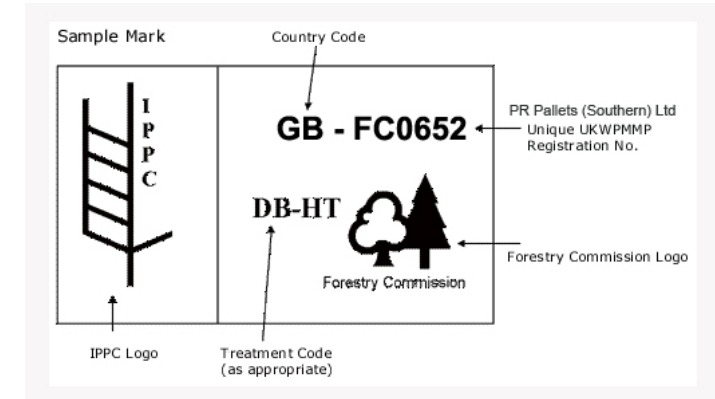 Sample Mark
Country Code
I
P
P
C
GB - FC0652
PR Pallets (Southern) Ltd
Unique UKWPMMP
Registration No.
DB-HT
Forestry Commission
Forestry Commission Logo
IPPC Logo
Treatment Code
(as appropriate)